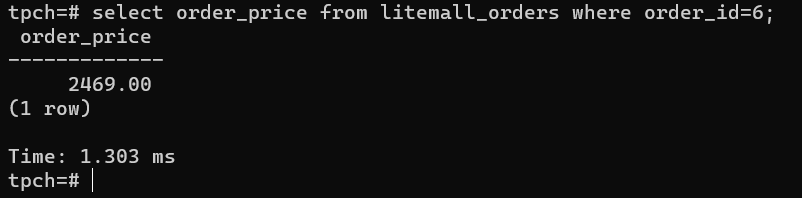 tpch=# select order_price from litemall_orders where order_id=6;
 order_price
-------------
     2469.00
(1 row)

Time: 1.303 ms
tpch=#